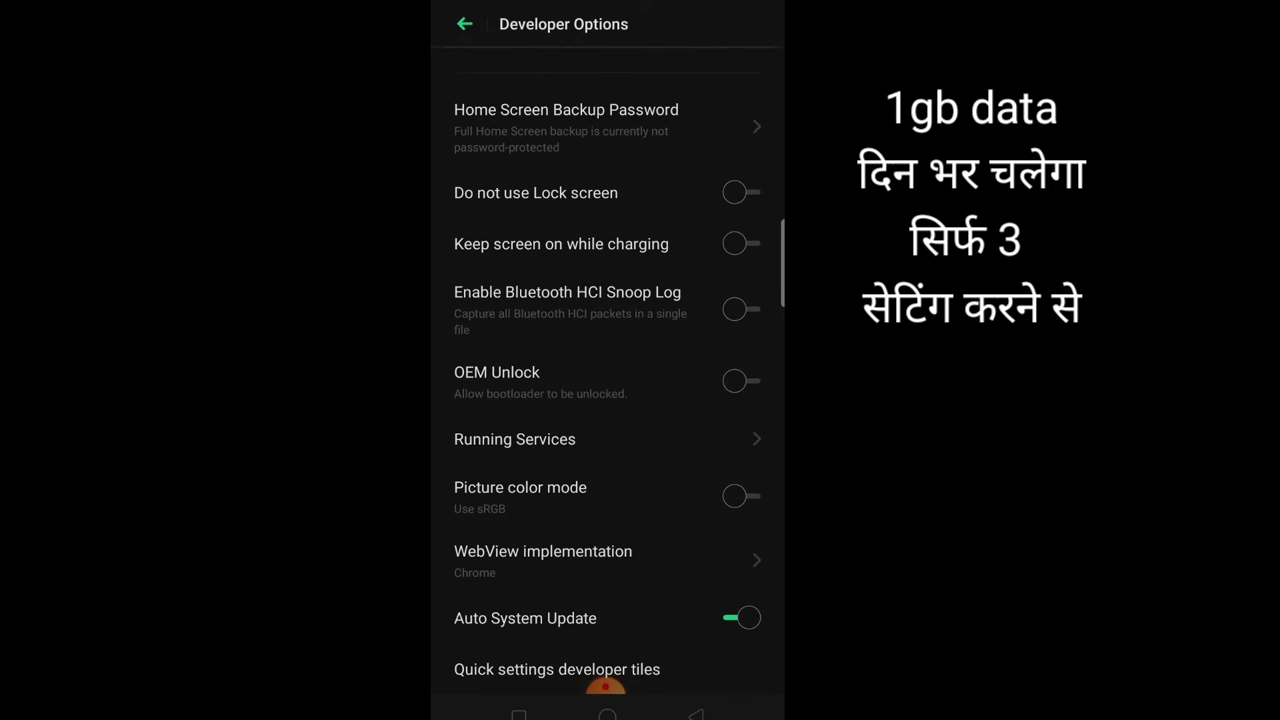 Developer Options
Home Screen Backup Password
Full Home Screen backup is currently not
password-protected
Do not use Lock screen
Keep screen on while charging
Enable Bluetooth HCI Snoop Log
Capture all Bluetooth HCI packets in a single
file
OEM Unlock
Allow bootloader to be unlocked.
Running Services
Picture color mode
Use sRGB
WebView implementation
Chrome
Auto System Update
Quick settings developer tiles
1gb data
दिन भर चलेगा
सिर्फ 3
सेटिंग करने से